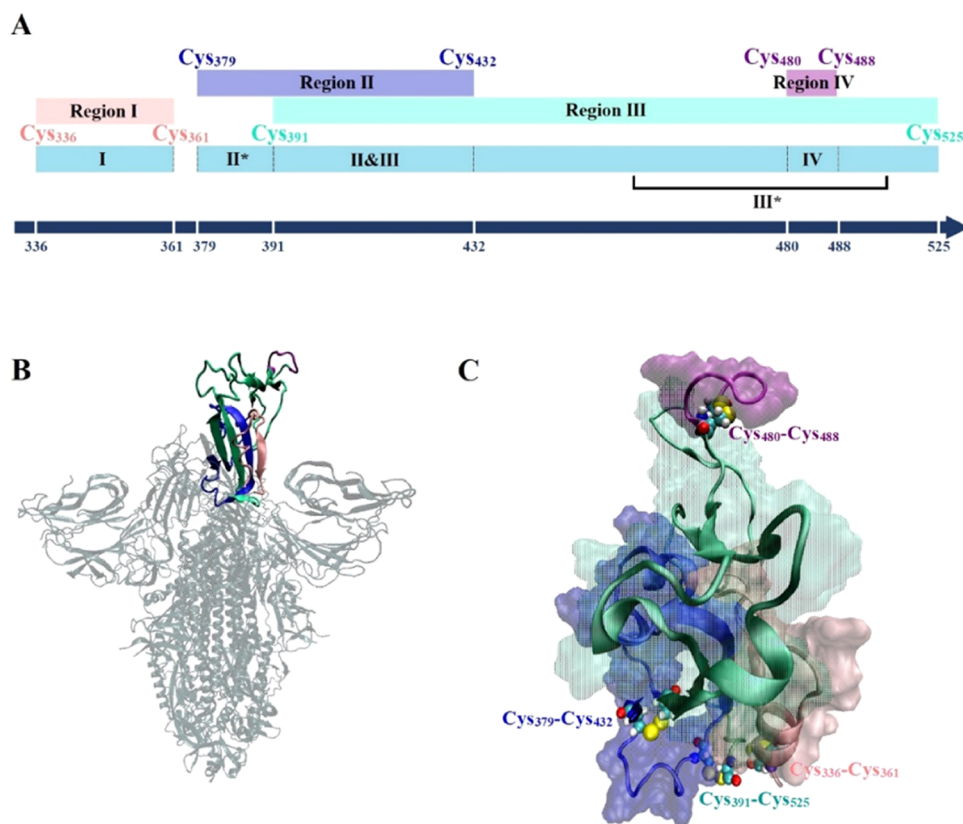 A
Cys379 Cys432 Cys480 Cys488
Region II Region IV
Region I Region III
Cys336 Cys361 Cys391 Cys525
I II* II&III IV
III*
336 361 379 391 432 480 488 525
B C
Cys480-Cys488
Cys379-Cys432
Cys336-Cys361
Cys391-Cys525